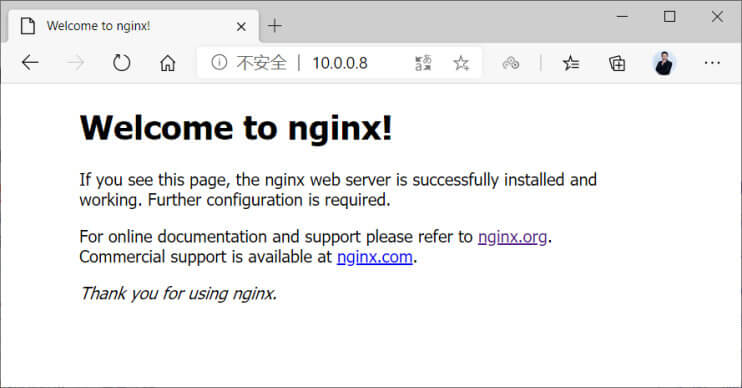 Welcome to nginx!
不安全 | 10.0.0.8
Welcome to nginx!
If you see this page, the nginx web server is successfully installed and
working. Further configuration is required.
For online documentation and support please refer to nginx.org.
Commercial support is available at nginx.com.
Thank you for using nginx.